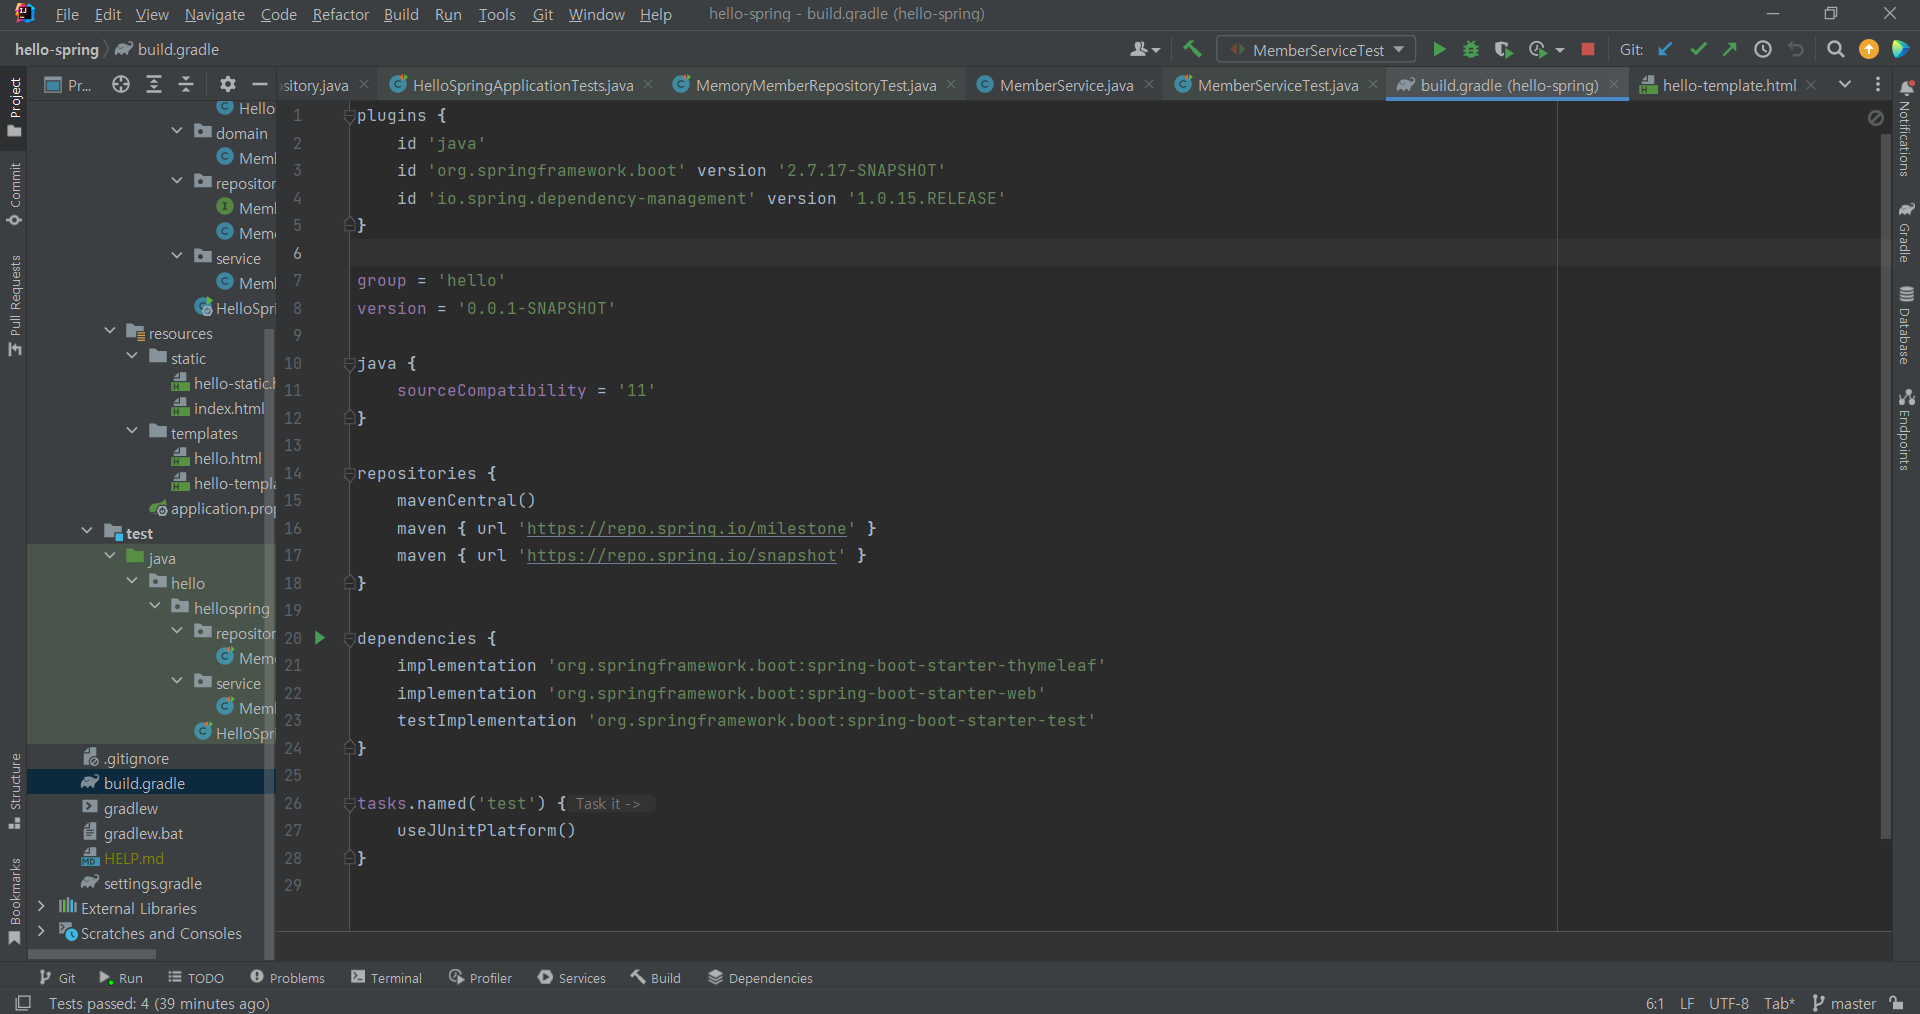 File Edit View Navigate Code Refactor Build Run Tools Git Window Help hello-spring - build.gradle (hello-spring)
hello-spring build.gradle MemberServiceTest Git:
Project Pr... sitory.java HelloSpringApplicationTests.java MemoryMemberRepositoryTest.java MemberService.java MemberServiceTest.java build.gradle (hello-spring) hello-template.html
Commit
Pull Requests
Structure
Bookmarks
Hello
domain
Memb
repositor
Memb
Memo
service
Memb
HelloSpri
resources
static
hello-static.h
index.html
templates
hello.html
hello-templa
application.prop
test
java
hello
hellospring
repositor
Memo
service
Memb
HelloSpri
.gitignore
build.gradle
gradlew
gradlew.bat
HELP.md
settings.gradle
External Libraries
Scratches and Consoles
1 plugins {
2 id 'java'
3 id 'org.springframework.boot' version '2.7.17-SNAPSHOT'
4 id 'io.spring.dependency-management' version '1.0.15.RELEASE'
5 }
6
7 group = 'hello'
8 version = '0.0.1-SNAPSHOT'
9
10 java {
11 sourceCompatibility = '11'
12 }
13
14 repositories {
15 mavenCentral()
16 maven { url 'https://repo.spring.io/milestone' }
17 maven { url 'https://repo.spring.io/snapshot' }
18 }
19
20 dependencies {
21 implementation 'org.springframework.boot:spring-boot-starter-thymeleaf'
22 implementation 'org.springframework.boot:spring-boot-starter-web'
23 testImplementation 'org.springframework.boot:spring-boot-starter-test'
24 }
25
26 tasks.named('test') { Task it ->
27 useJUnitPlatform()
28 }
29
Notifications
Gradle
Database
Endpoints
Git Run TODO Problems Terminal Profiler Services Build Dependencies
Tests passed: 4 (39 minutes ago) 6:1 LF UTF-8 Tab* master